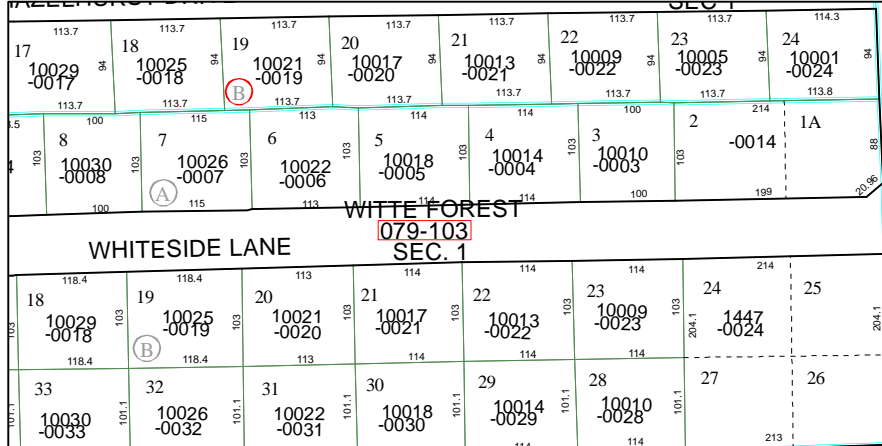 SEC 1
113.7 113.7 113.7 113.7 113.7 113.7 113.7 114.3
17 18 19 20 21 22 23 24
10029 10025 10021 10017 10013 10009 10005 10001
-0017 -0018 -0019 -0020 -0021 -0022 -0023 -0024
94 94 94 94 94 94 94 94
B
113.7 113.7 113.7 113.7 113.7 113.7 113.7 113.8
100 115 113 114 114 114 214
8 7 6 5 4 3 2 1A
10030 10026 10022 10018 10014 10010 -0014
-0008 -0007 -0006 -0005 -0004 -0003
103 103 103 103 103 103 103 88
A
20.96
100 115 113 114 114 100 199
WITTE FOREST
079-103
SEC. 1
WHITESIDE LANE
118.4 118.4 113 114 114 114 214
18 19 20 21 22 23 24 25
10029 10025 10021 10017 10013 10009 1447
-0018 -0019 -0020 -0021 -0022 -0023 -0024
103 103 103 103 103 103 204.1 204.1
B
118.4 118.4 113 114 114 114
33 32 31 30 29 28 27 26
10030 10026 10022 10018 10014 10010
-0033 -0032 -0031 -0030 -0029 -0028
101.1 101.1 101.1 101.1 101.1 101.1 101.1
114 213